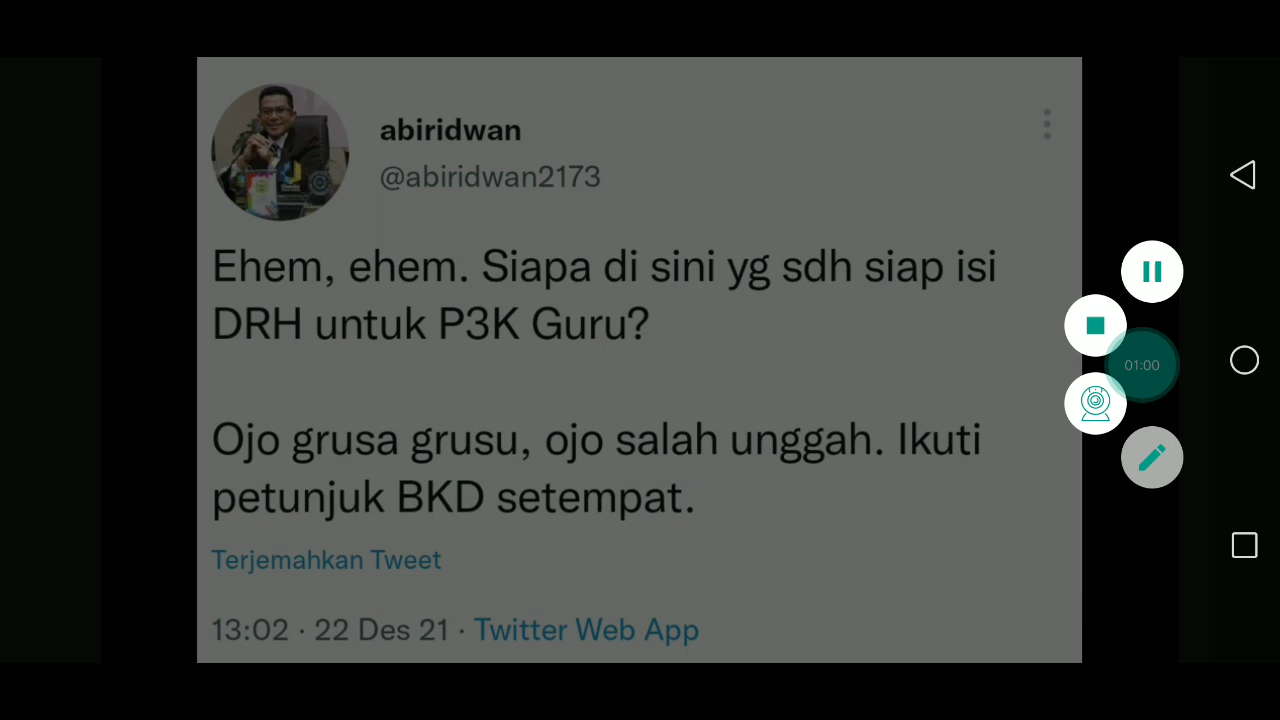 abiridwan
@abiridwan2173
Ehem, ehem. Siapa di sini yg sdh siap isi
DRH untuk P3K Guru?
Ojo grusa grusu, ojo salah unggah. Ikuti
petunjuk BKD setempat.
Terjemahkan Tweet
13:02 · 22 Des 21 · Twitter Web App
01:00